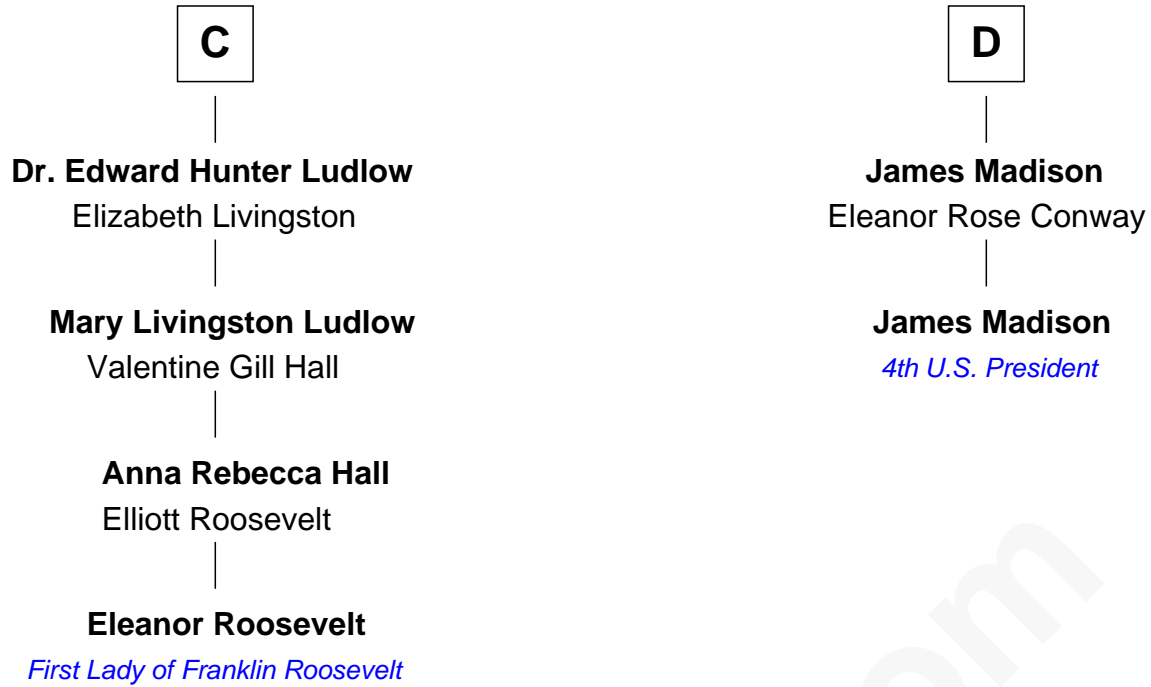 C
Dr. Edward Hunter Ludlow
Elizabeth Livingston
Mary Livingston Ludlow
Valentine Gill Hall
Anna Rebecca Hall
Elliott Roosevelt
Eleanor Roosevelt
First Lady of Franklin Roosevelt
D
James Madison
Eleanor Rose Conway
James Madison
4th U.S. President